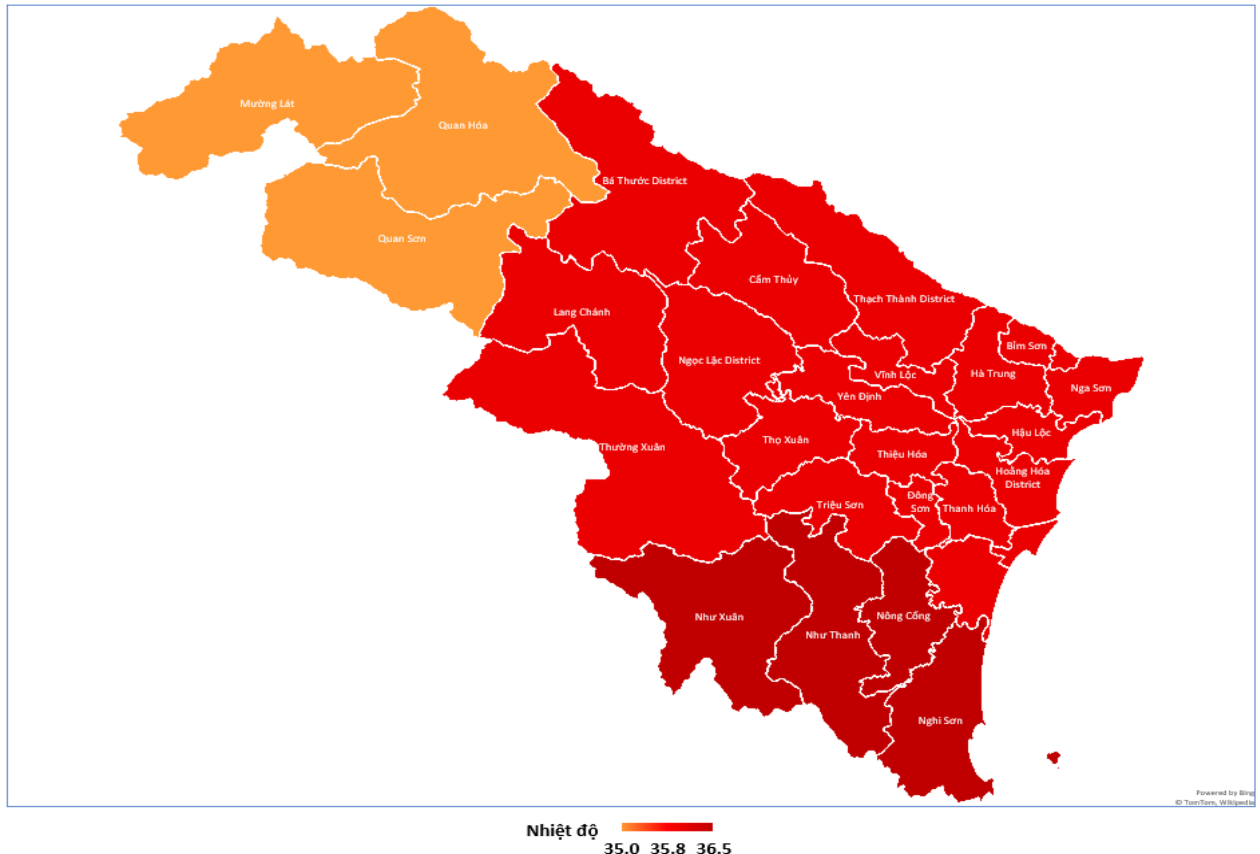 Mường Lát
Quan Hóa
Bá Thước District
Quan Sơn
Cẩm Thủy
Thạch Thành District
Lang Chánh
Bỉm Sơn
Ngọc Lặc District
Vĩnh Lộc
Hà Trung
Nga Sơn
Yên Định
Hậu Lộc
Thọ Xuân
Thường Xuân
Thiệu Hóa
Hoằng Hóa
District
Đông
Sơn
Triệu Sơn
Thanh Hóa
Như Xuân
Nông Cống
Như Thanh
Nghi Sơn
Powered by Bing
© TomTom, Wikipedia
Nhiệt độ
35.0 35.8 36.5